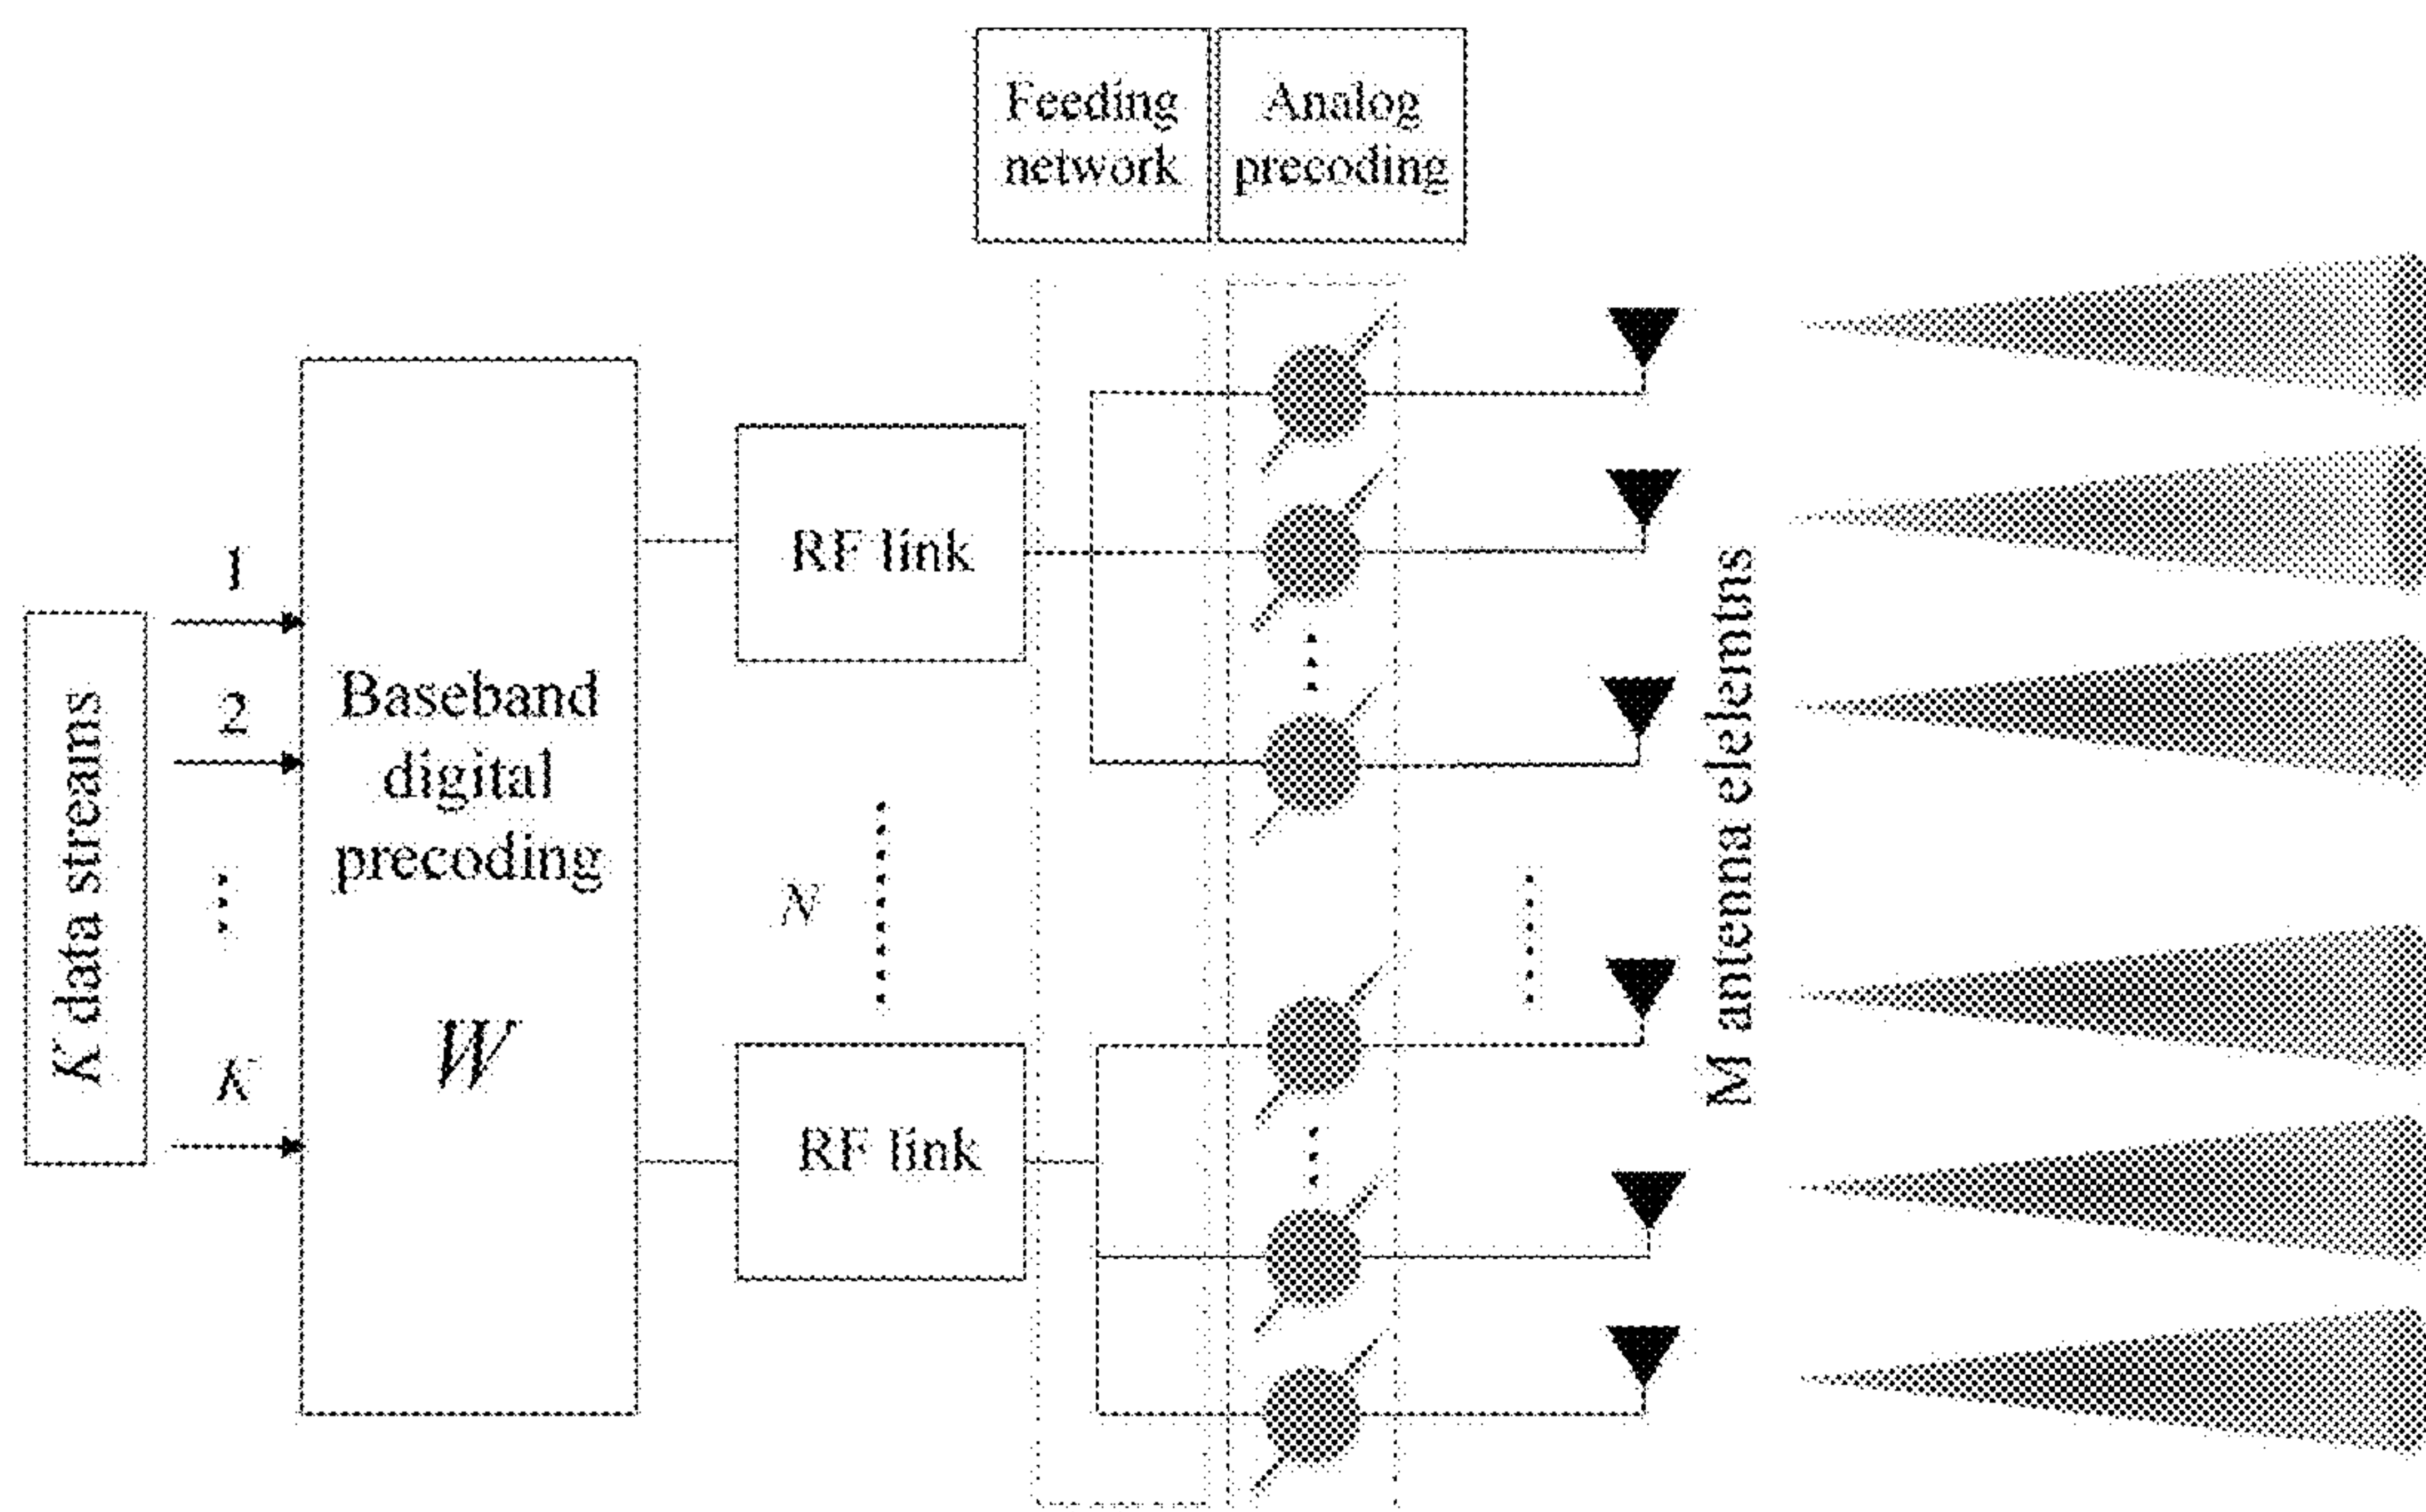 Feeding
network
Analog
precoding
K data streams
1
2
K
Baseband
digital
precoding
W
RF link
N
RF link
M antenna elelemtns